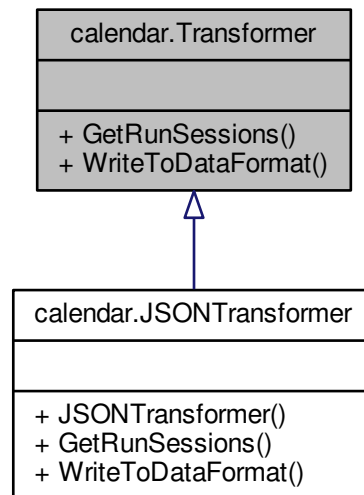 calendar.Transformer
+ GetRunSessions()
+ WriteToDataFormat()
calendar.JSONTransformer
+ JSONTransformer()
+ GetRunSessions()
+ WriteToDataFormat()